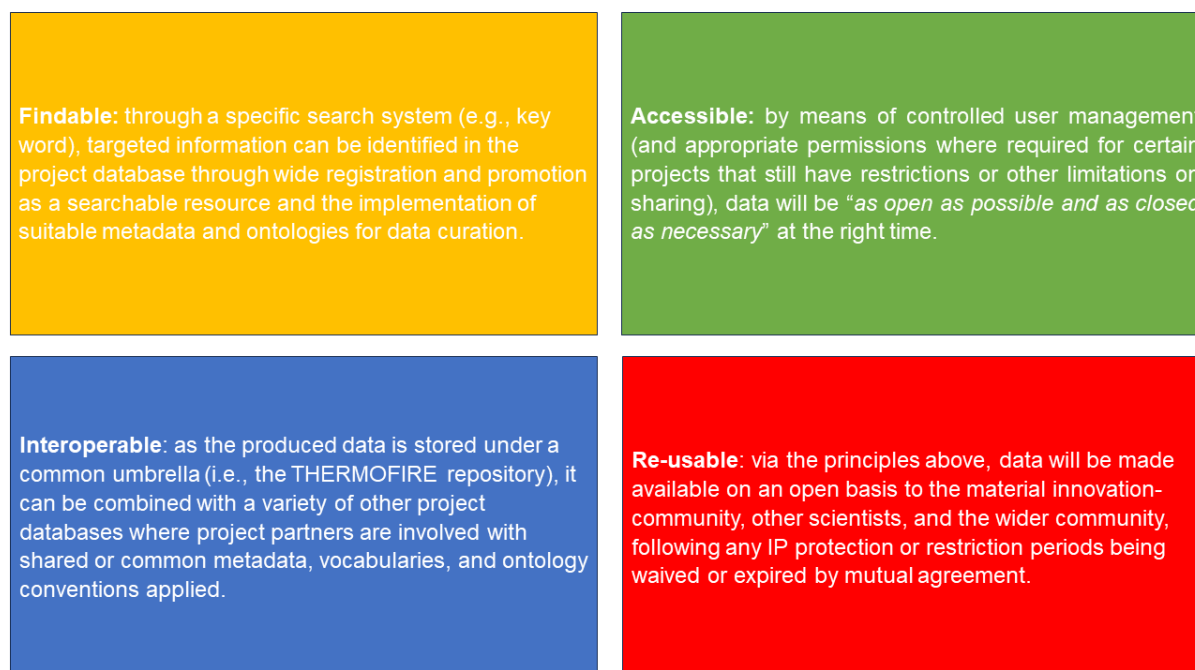 Findable: through a specific search system (e.g., key
word), targeted information can be identified in the
project database through wide registration and promotion
as a searchable resource and the implementation of
suitable metadata and ontologies for data curation.
Accessible: by means of controlled user management
(and appropriate permissions where required for certain
projects that still have restrictions or other limitations on
sharing), data will be “as open as possible and as closed
as necessary” at the right time.
Interoperable: as the produced data is stored under a
common umbrella (i.e., the THERMOFIRE repository), it
can be combined with a variety of other project
databases where project partners are involved with
shared or common metadata, vocabularies, and ontology
conventions applied.
Re-usable: via the principles above, data will be made
available on an open basis to the material innovation-
community, other scientists, and the wider community,
following any IP protection or restriction periods being
waived or expired by mutual agreement.